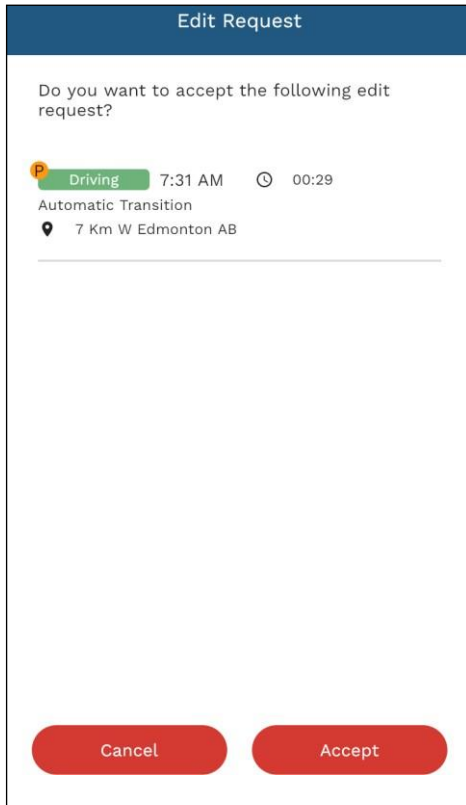 Edit Request
Do you want to accept the following edit
request?
P
Driving 7:31 AM 00:29
Automatic Transition
7 Km W Edmonton AB
Cancel Accept